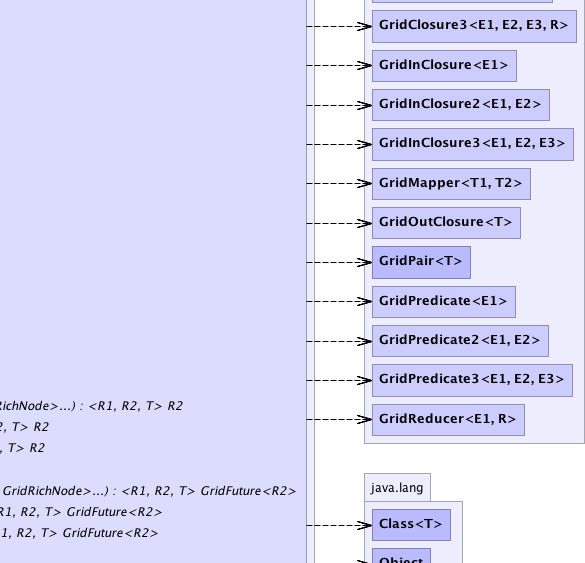 GridClosure3<E1, E2, E3, R>
GridInClosure<E1>
GridInClosure2<E1, E2>
GridInClosure3<E1, E2, E3>
GridMapper<T1, T2>
GridOutClosure<T>
GridPair<T>
GridPredicate<E1>
GridPredicate2<E1, E2>
GridPredicate3<E1, E2, E3>
RichNode>...) : <R1, R2, T> R2
GridReducer<E1, R>
2, T> R2
, T> R2
java.lang
GridRichNode>...) : <R1, R2, T> GridFuture<R2>
R1, R2, T> GridFuture<R2>
Class<T>
1, R2, T> GridFuture<R2>
Object